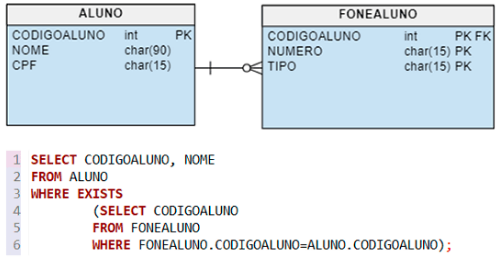 ALUNO
CODIGOALUNO int PK
NOME char(90)
CPF char(15)
FONEALUNO
CODIGOALUNO int PK FK
NUMERO char(15) PK
TIPO char(15) PK
1 SELECT CODIGOALUNO, NOME
2 FROM ALUNO
3 WHERE EXISTS
4 (SELECT CODIGOALUNO
5 FROM FONEALUNO
6 WHERE FONEALUNO.CODIGOALUNO=ALUNO.CODIGOALUNO);